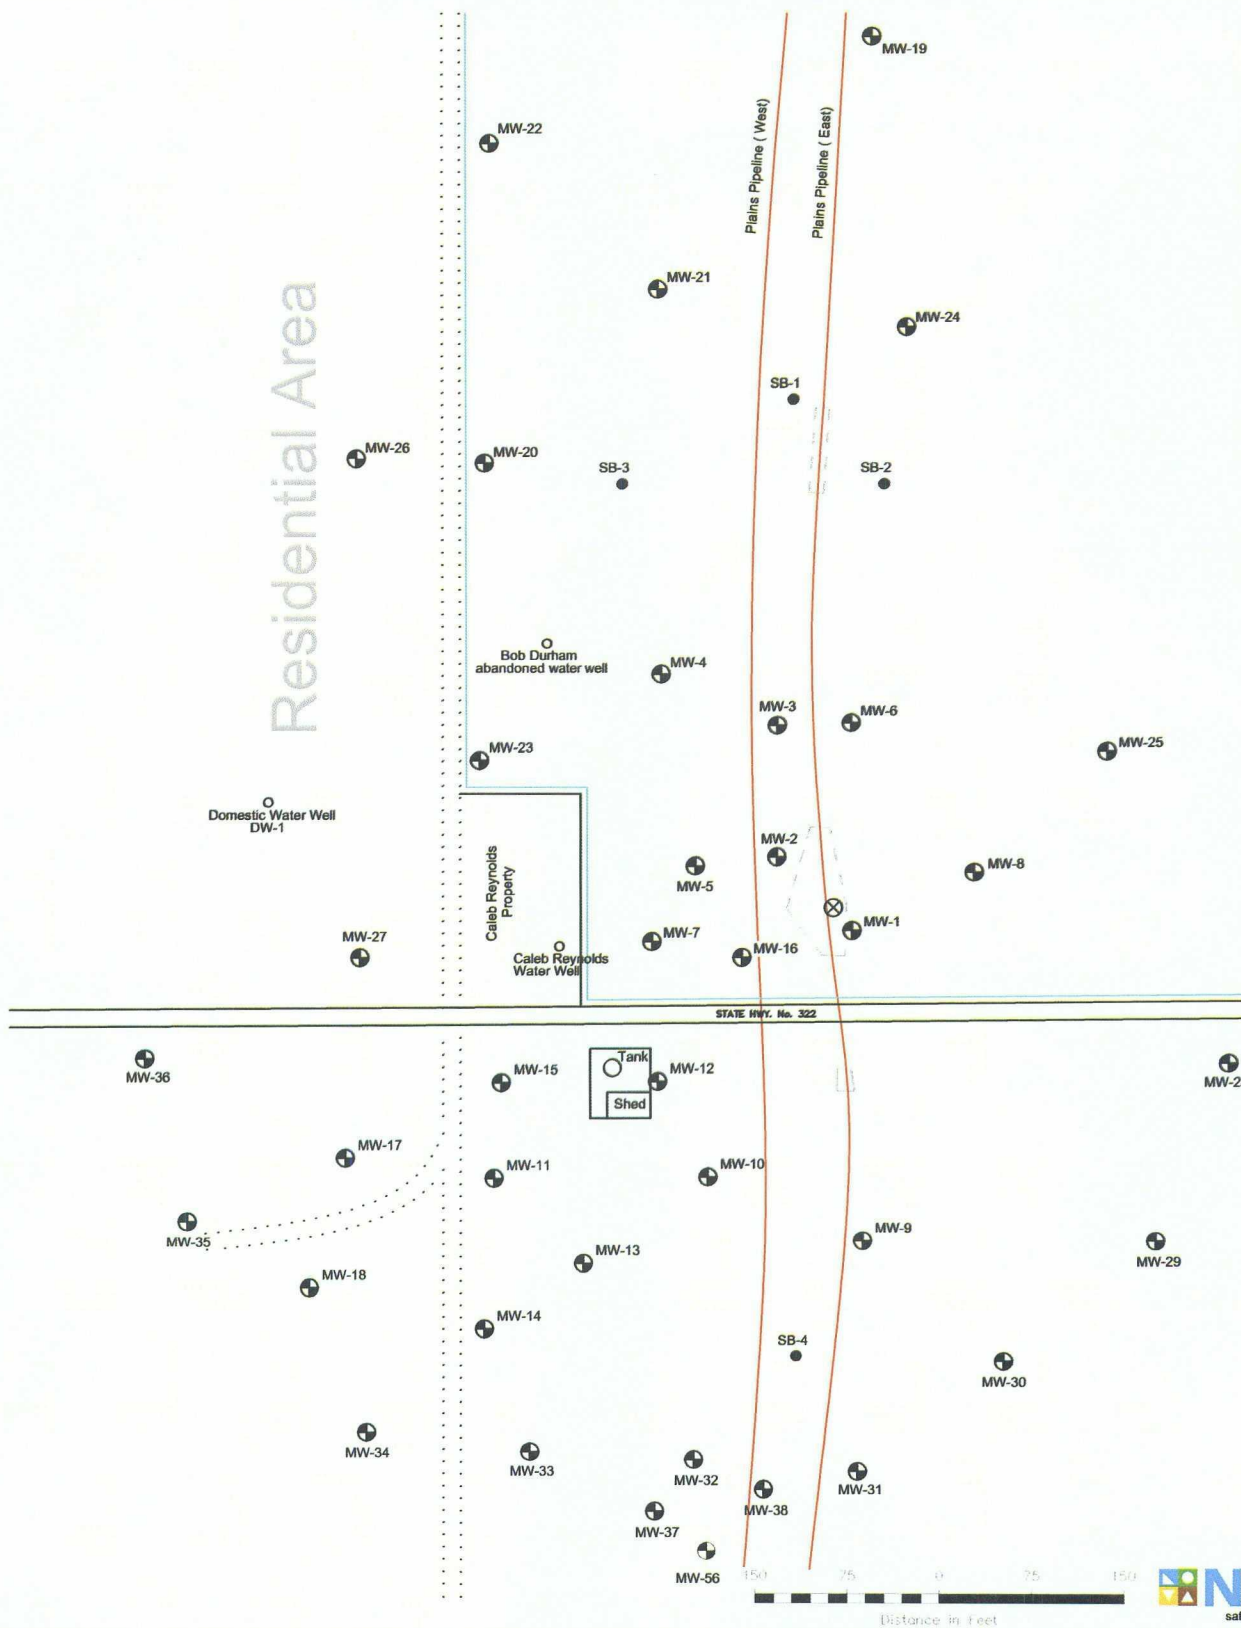 MW-19
Plains Pipeline ( West)
Plains Pipeline ( East)
MW-22
MW-21
MW-24
Residential Area
SB-1
MW-26
MW-20
SB-3
SB-2
Bob Durham
abandoned water well
MW-4
MW-3
MW-6
MW-25
MW-23
Domestic Water Well
DW-1
MW-2
MW-5
MW-8
Caleb Reynolds
Property
MW-1
MW-7
MW-27
MW-16
Caleb Reynolds
Water Well
STATE HWY. No. 322
Tank
MW-36
MW-15
MW-12
MW-2
Shed
MW-17
MW-11
MW-10
MW-35
MW-9
MW-13
MW-29
MW-18
MW-14
SB-4
MW-30
MW-34
MW-33
MW-32
MW-31
MW-38
MW-37
MW-56
150 75 0 75 150
Distance in Feet
N
saf